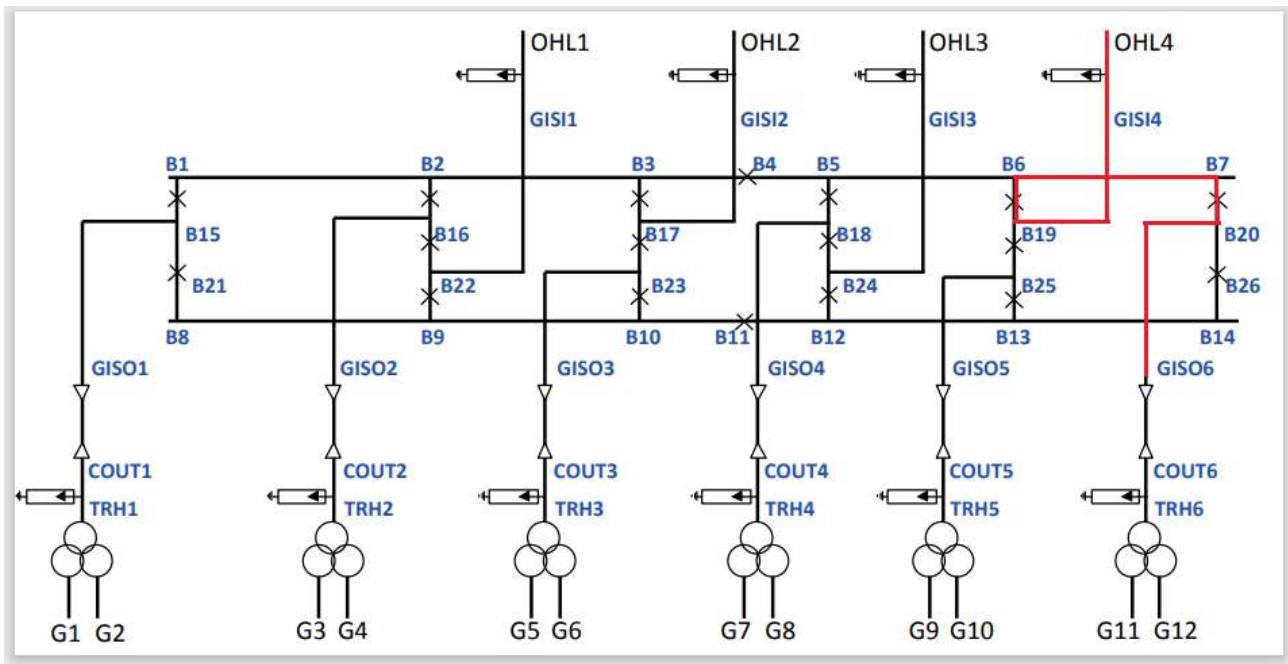 OHL1 OHL2 OHL3 OHL4
GISI1 GISI2 GISI3 GISI4
B1 B2 B3 B4 B5 B6 B7
B15 B16 B17 B18 B19 B20
B21 B22 B23 B24 B25 B26
B8 B9 B10 B11 B12 B13 B14
GISO1 GISO2 GISO3 GISO4 GISO5 GISO6
COUT1 COUT2 COUT3 COUT4 COUT5 COUT6
TRH1 TRH2 TRH3 TRH4 TRH5 TRH6
G1 G2 G3 G4 G5 G6 G7 G8 G9 G10 G11 G12